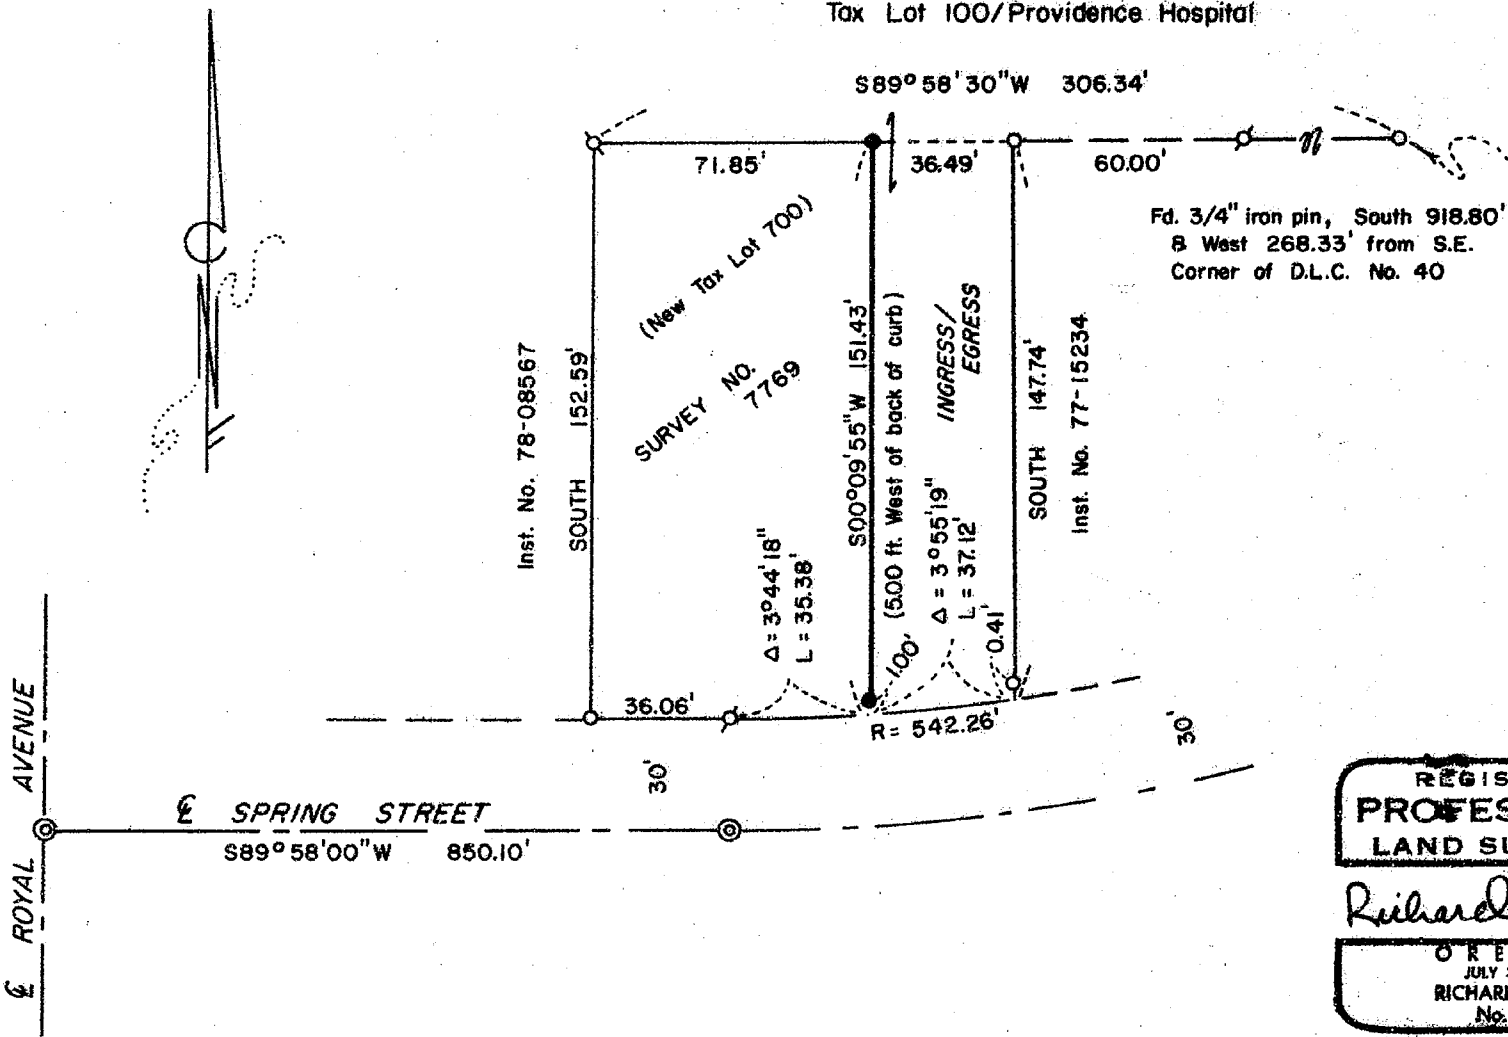 Tax Lot 100/Providence Hospital
S89°58'30"W 306.34'
71.85'
36.49'
60.00'
Fd. 3/4" iron pin, South 918.80'
& West 268.33' from S.E.
Corner of D.L.C. No. 40
(New Tax Lot 700)
SURVEY NO.
7769
Inst. No. 78-08567
SOUTH 152.59'
S00°09'55"W 151.43'
(5.00 ft. West of back of curb)
INGRESS/
EGRESS
SOUTH 147.74'
Inst. No. 77-15234
Δ = 3°44'18"
L = 35.38'
Δ = 3°55'19"
L = 37.12'
1.00'
0.41'
36.06'
R = 542.26'
30'
30'
℄ SPRING STREET
S89°58'00"W 850.10'
℄ ROYAL AVENUE
N
REGIS
PROFES
LAND SU
Richard
ORE
JULY
RICHAR
No.